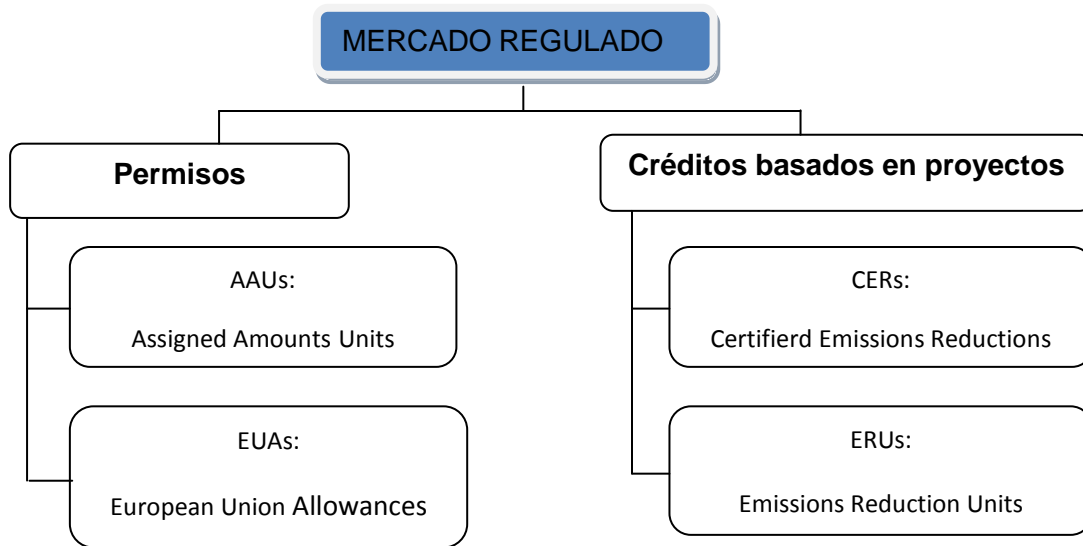 MERCADO REGULADO
Permisos
AAUs:
Assigned Amounts Units
EUAs:
European Union Allowances
Créditos basados en proyectos
CERs:
Certifierd Emissions Reductions
ERUs:
Emissions Reduction Units